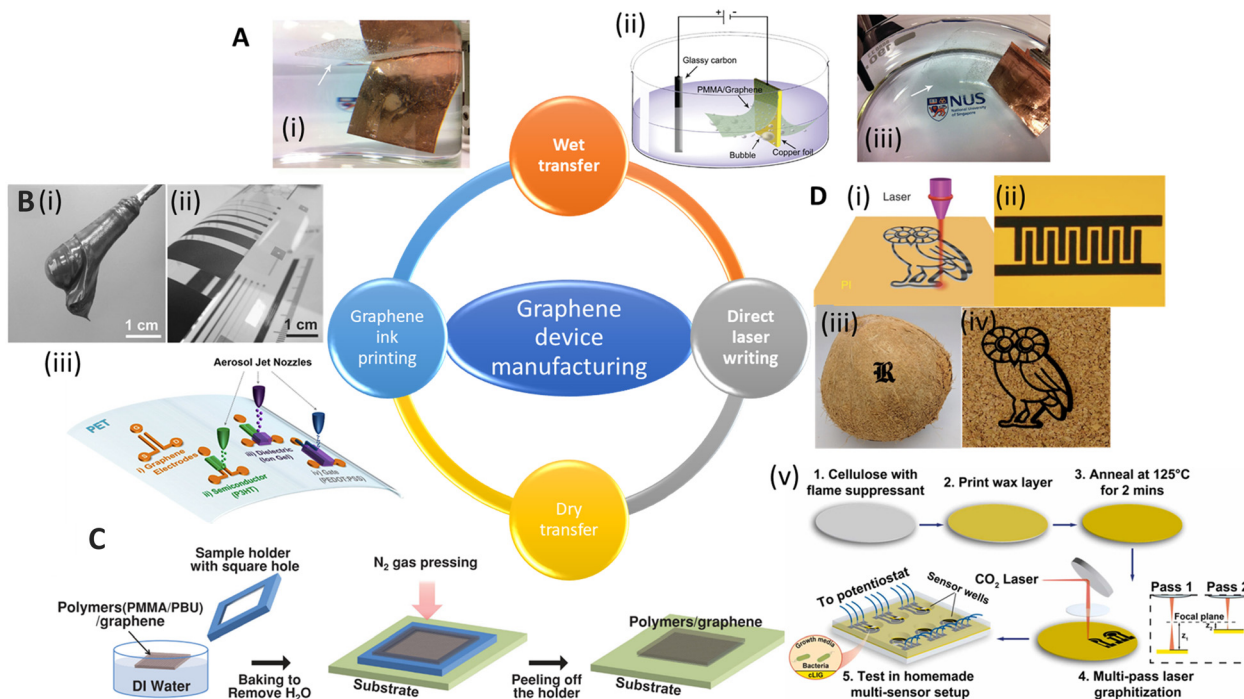 A
(i)
(ii)
+ -
Glassy carbon
PMMA/Graphene
Bubble
Copper foil
(iii)
NUS
National University
of Singapore
Wet
transfer
B
(i)
1 cm
(ii)
1 cm
(iii)
Aerosol Jet Nozzles
PET
i) Graphene
Electrodes
ii) Semiconductor
(P3HT)
iii) Dielectric
(Ion Gel)
iv) Gate
(PEDOT:PSS)
Graphene
ink
printing
Graphene
device
manufacturing
Direct
laser
writing
Dry
transfer
D
(i)
Laser
PI
(ii)
(iii)
R
(iv)
(v)
1. Cellulose with
flame suppressant
2. Print wax layer
3. Anneal at 125°C
for 2 mins
CO2 Laser
Pass 1
Pass 2
Focal plane
z1
z2
4. Multi-pass laser
graphitization
To potentiostat
Sensor
wells
Growth media
Bacteria
cLIG
5. Test in homemade
multi-sensor setup
C
Sample holder
with square hole
Polymers(PMMA/PBU)
/graphene
DI Water
Baking to
Remove H2O
N2 gas pressing
Substrate
Peeling off
the holder
Polymers/graphene
Substrate